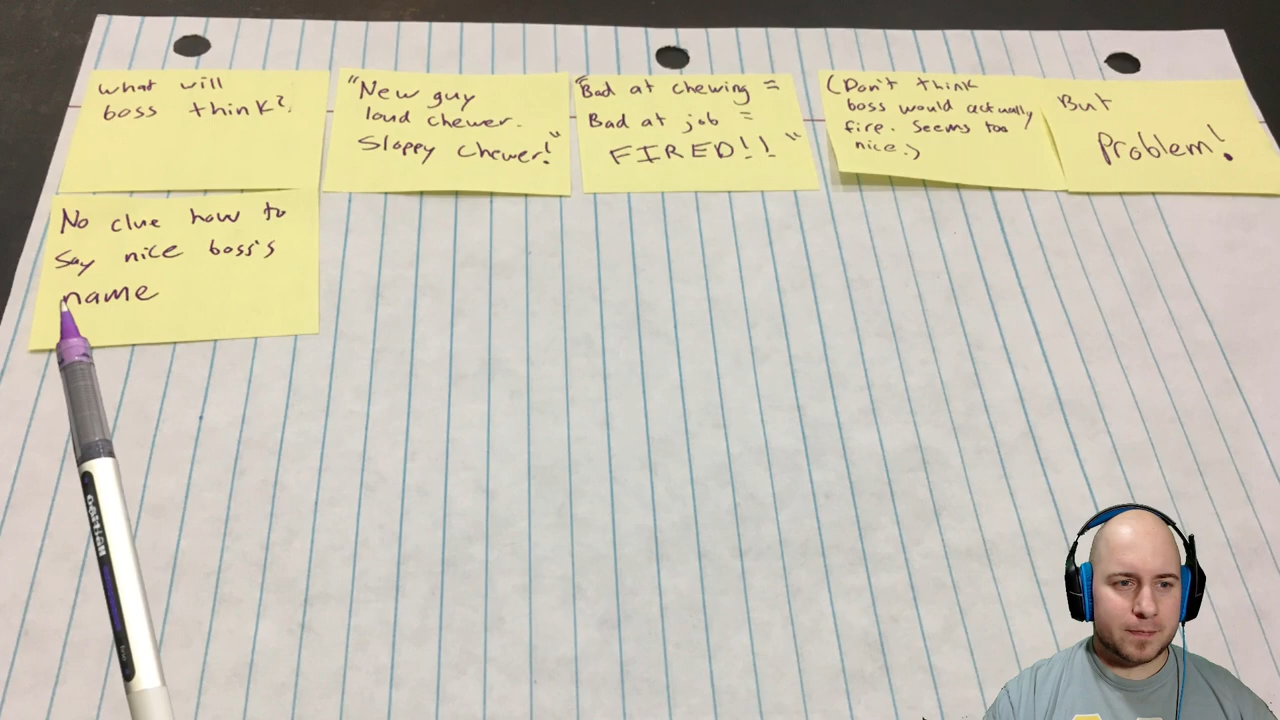 what will
boss think?
"New guy
loud chewer.
Sloppy chewer!"
"Bad at chewing =
Bad at job =
FIRED!!"
(Don't think
boss would actually
fire. Seems too
nice.)
But
Problem!
No clue how to
say nice boss's
name